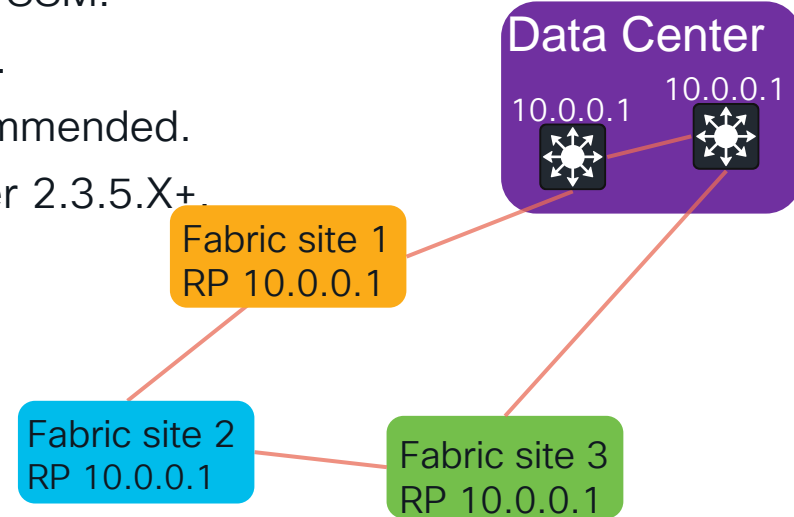 SSM.
.
mmended.
er 2.3.5.X+.
Data Center
10.0.0.1
10.0.0.1
Fabric site 1
RP 10.0.0.1
Fabric site 2
RP 10.0.0.1
Fabric site 3
RP 10.0.0.1